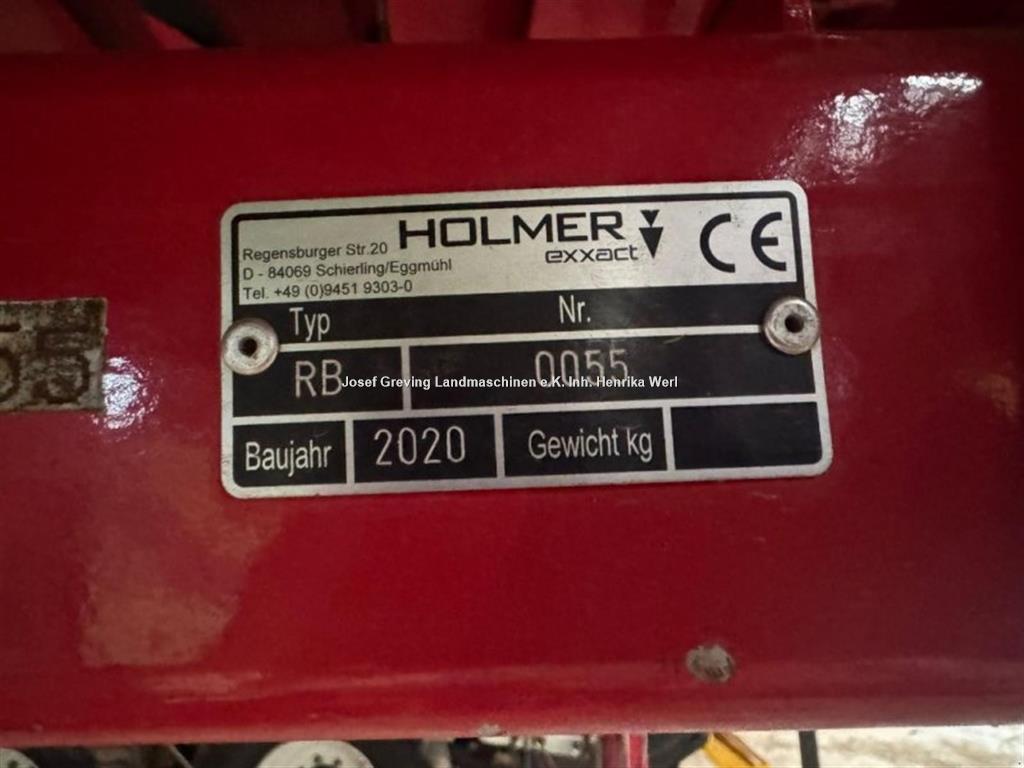 HOLMER
exxact
CE
Regensburger Str.20
D - 84069 Schierling/Eggmühl
Tel. +49 (0)9451 9303-0
Typ Nr.
RB 0055
Josef Greving Landmaschinen e.K. Inh. Henrika Werl
Baujahr 2020 Gewicht kg
55